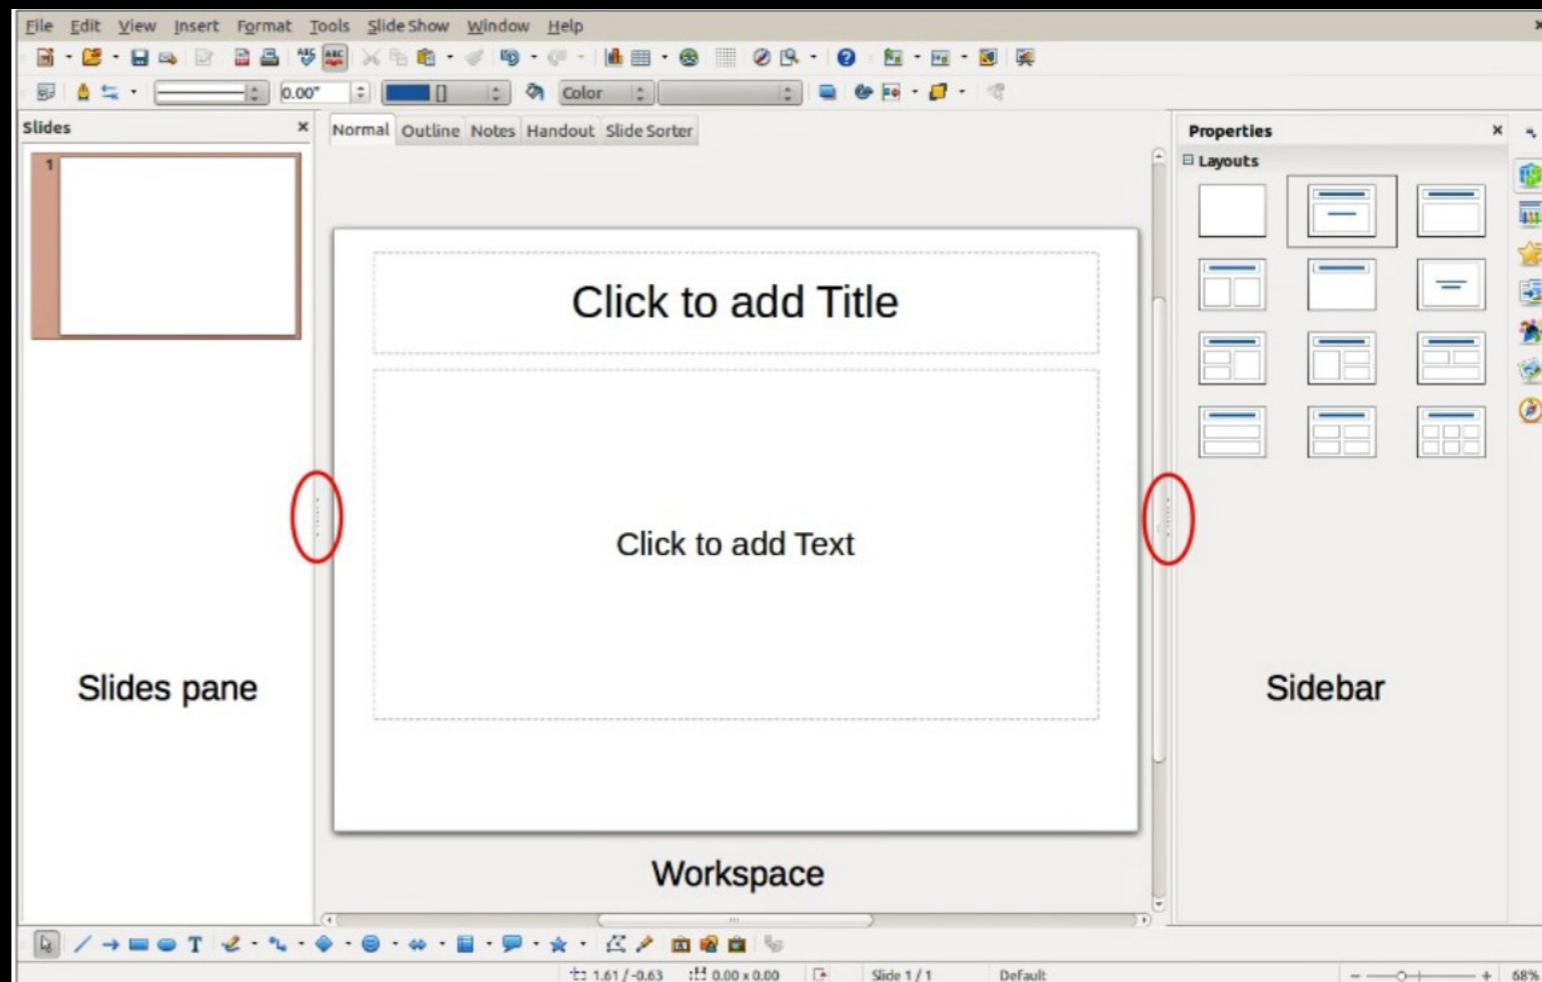 File Edit View Insert Format Tools Slide Show Window Help
0.00" Color
Slides
Normal Outline Notes Handout Slide Sorter
Properties
Layouts
1
Click to add Title
Click to add Text
Slides pane
Sidebar
Workspace
1.61 / -0.63 0.00 x 0.00 Slide 1 / 1 Default 68%